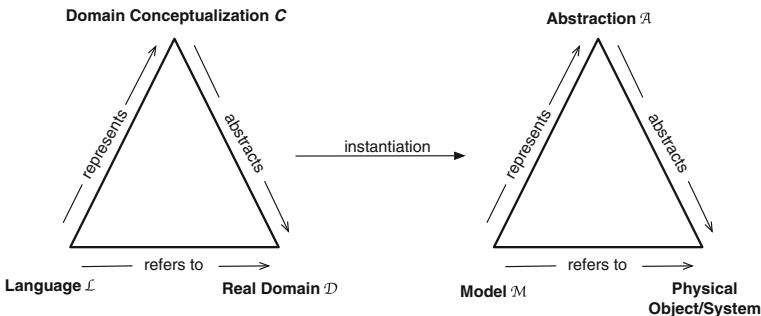 Domain Conceptualization C
Abstraction 𝒜
represents
abstracts
instantiation
represents
abstracts
refers to
refers to
Language ℒ
Real Domain 𝒟
Model ℳ
Physical
Object/System